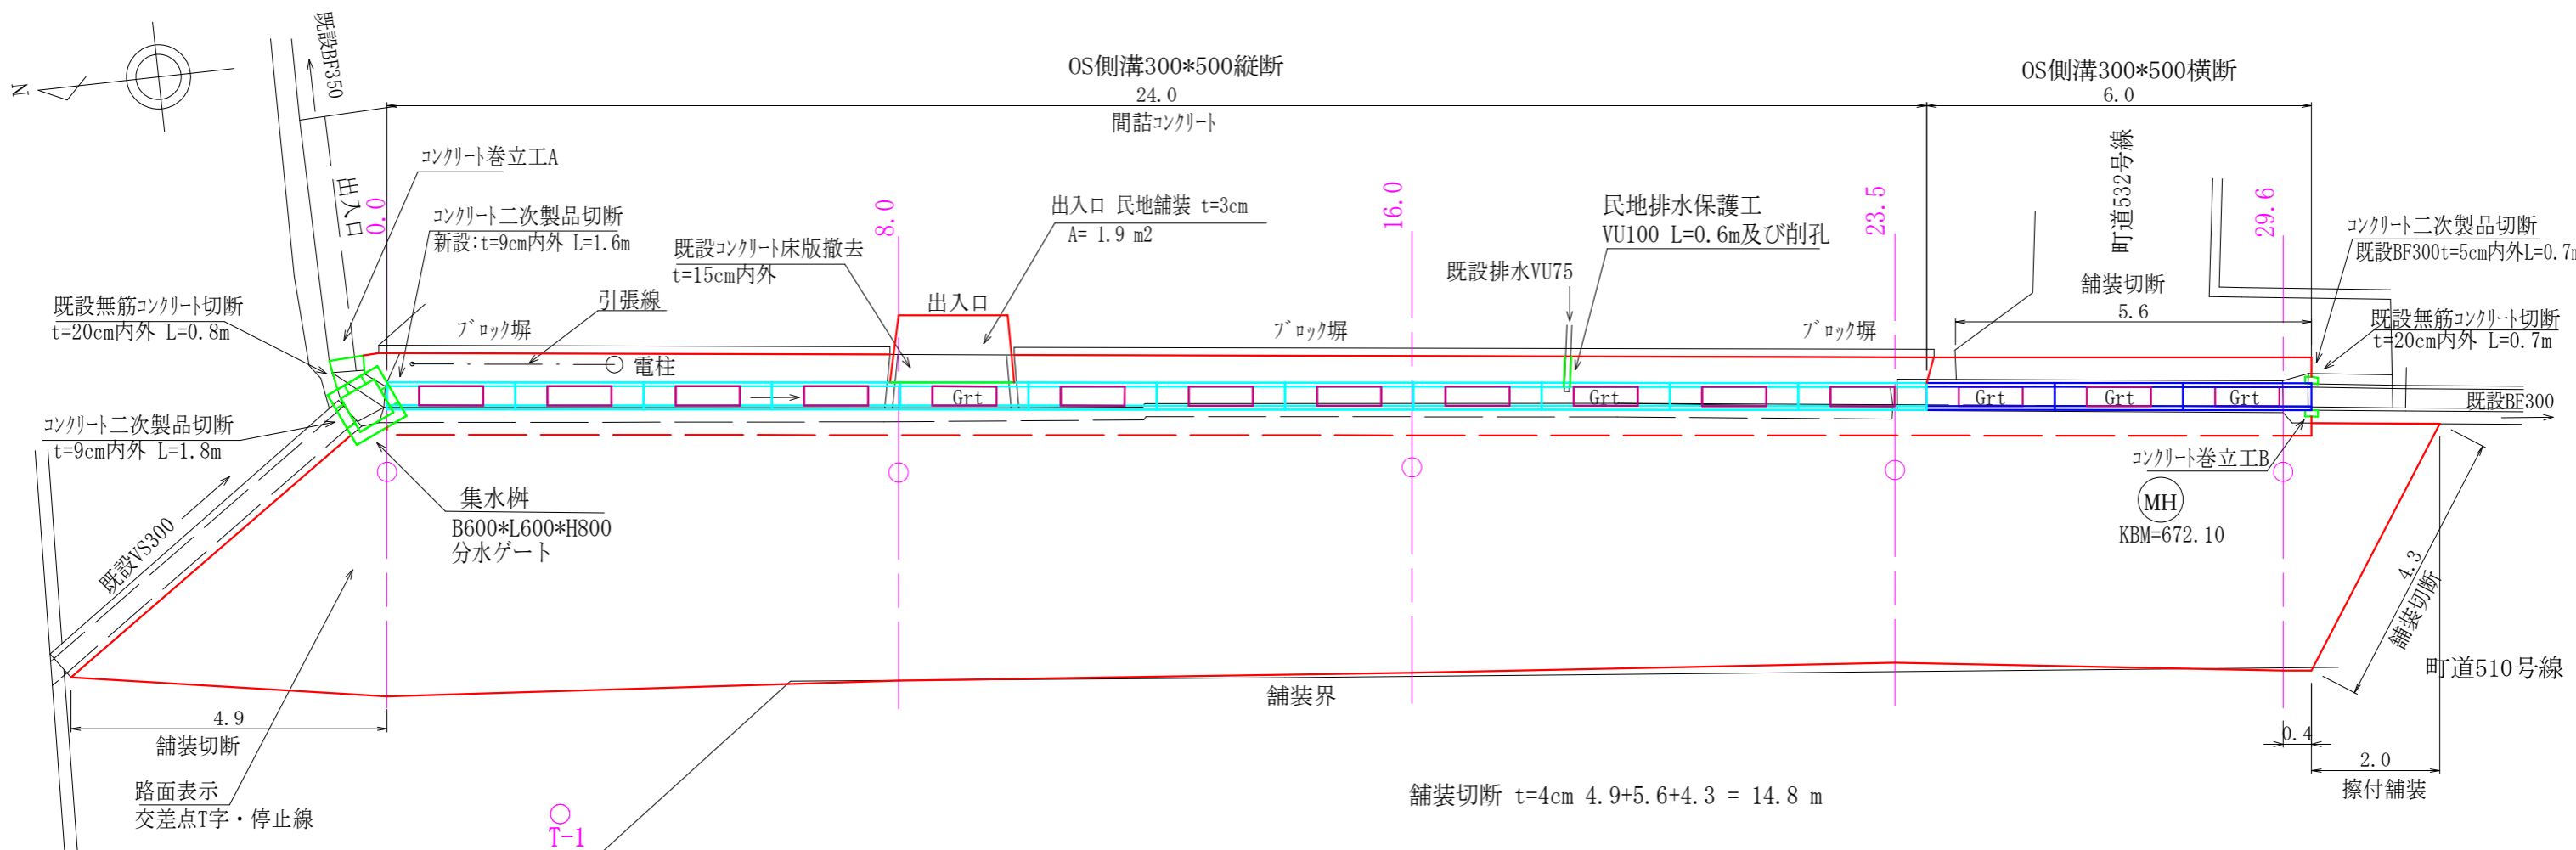 N
既設BF350
出入口
OS側溝300*500縦断
24.0
間詰コンクリート
OS側溝300*500横断
6.0
町道532号線
コンクリート巻立工A
コンクリート二次製品切断
新設:t=9cm内外 L=1.6m
既設コンクリート床版撤去
t=15cm内外
出入口 民地舗装 t=3cm
A= 1.9 m2
民地排水保護工
VU100 L=0.6m及び削孔
既設排水VU75
コンクリート二次製品切断
既設BF300t=5cm内外L=0.7m
舗装切断
5.6
既設無筋コンクリート切断
t=20cm内外 L=0.7m
既設無筋コンクリート切断
t=20cm内外 L=0.8m
0.0
8.0
16.0
23.5
29.6
引張線
ブロック塀
電柱
出入口
ブロック塀
ブロック塀
Grt
Grt
Grt
Grt
Grt
既設BF300
コンクリート二次製品切断
t=9cm内外 L=1.8m
集水桝
B600*L600*H800
分水ゲート
既設VS300
コンクリート巻立工B
MH
KBM=672.10
4.3
舗装切断
町道510号線
舗装界
4.9
舗装切断
0.4
2.0
擦付舗装
路面表示
交差点T字・停止線
T-1
舗装切断 t=4cm 4.9+5.6+4.3 = 14.8 m